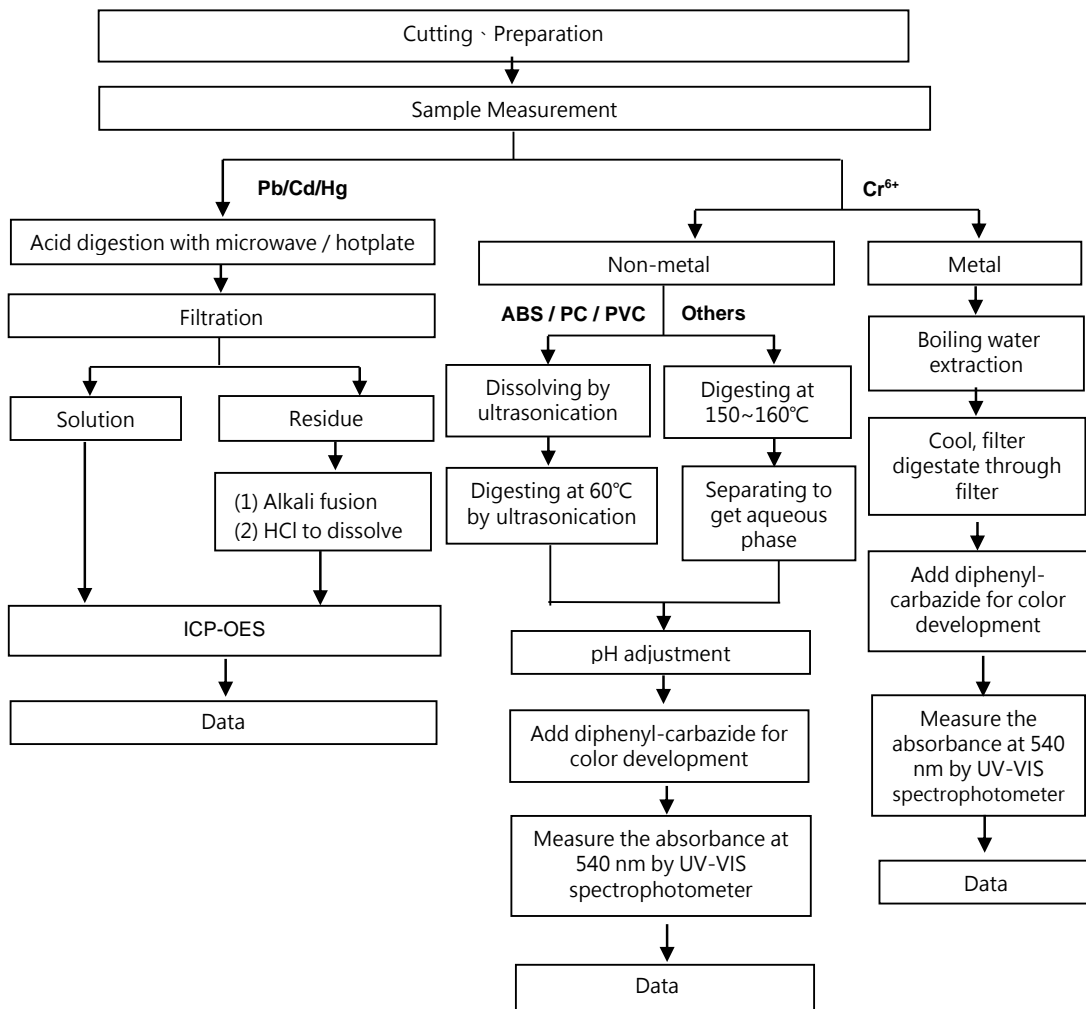 Cutting、Preparation
Sample Measurement
Pb/Cd/Hg
Cr⁶⁺
Acid digestion with microwave / hotplate
Filtration
Solution
Residue
(1) Alkali fusion
(2) HCl to dissolve
ICP-OES
Data
Non-metal
ABS / PC / PVC
Others
Dissolving by
ultrasonication
Digesting at 60℃
by ultrasonication
Digesting at
150~160℃
Separating to
get aqueous
phase
pH adjustment
Add diphenyl-carbazide for
color development
Measure the absorbance at
540 nm by UV-VIS
spectrophotometer
Data
Metal
Boiling water
extraction
Cool, filter
digestate through
filter
Add diphenyl-
carbazide for color
development
Measure the
absorbance at 540
nm by UV-VIS
spectrophotometer
Data